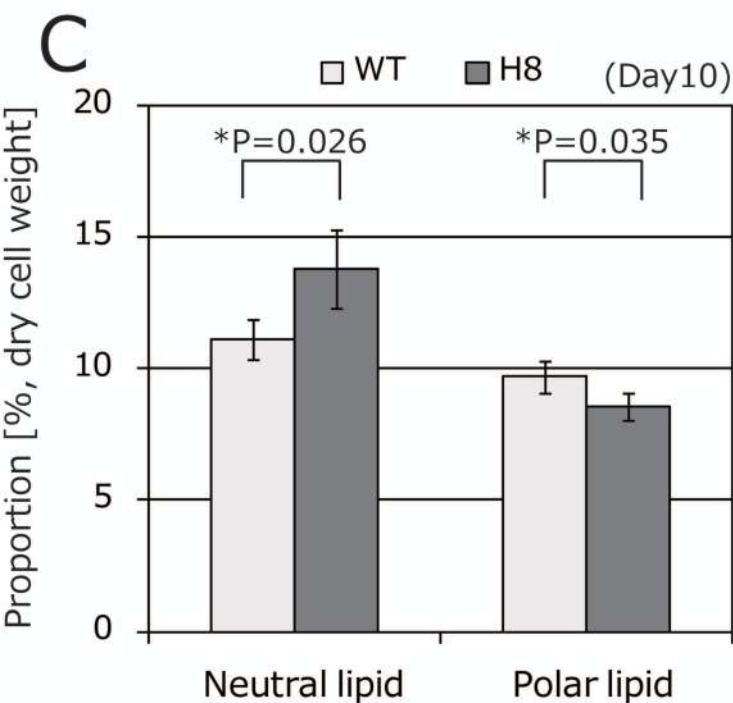 C
WT H8 (Day10)
Proportion [%, dry cell weight]
20
*P=0.026 *P=0.035
15
10
5
0
Neutral lipid Polar lipid